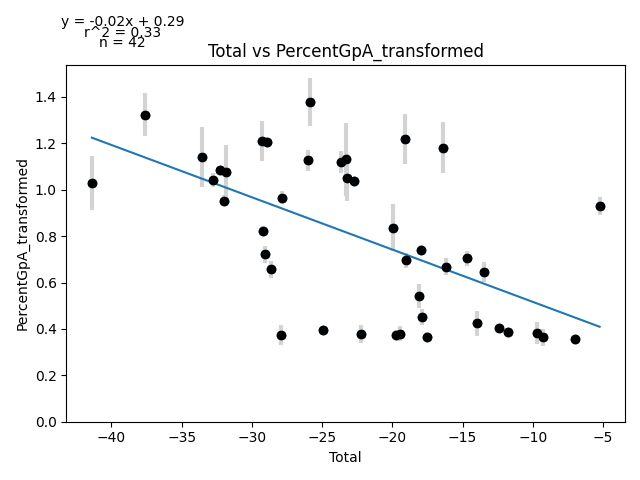 y = -0.02x + 0.29
r^2 = 0.33
n = 42
Total vs PercentGpA_transformed
PercentGpA_transformed
1.4
1.2
1.0
0.8
0.6
0.4
0.2
0.0
−40 −35 −30 −25 −20 −15 −10 −5
Total